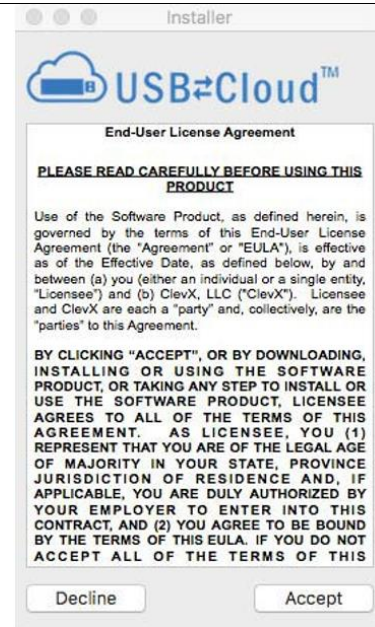 Installer
USB⇄Cloud™
End-User License Agreement
PLEASE READ CAREFULLY BEFORE USING THIS
PRODUCT
Use of the Software Product, as defined herein, is
governed by the terms of this End-User License
Agreement (the "Agreement" or "EULA"), is effective
as of the Effective Date, as defined below, by and
between (a) you (either an individual or a single entity,
"Licensee") and (b) ClevX, LLC ("ClevX"). Licensee
and ClevX are each a "party" and, collectively, are the
"parties" to this Agreement.
BY CLICKING "ACCEPT", OR BY DOWNLOADING,
INSTALLING OR USING THE SOFTWARE
PRODUCT, OR TAKING ANY STEP TO INSTALL OR
USE THE SOFTWARE PRODUCT, LICENSEE
AGREES TO ALL OF THE TERMS OF THIS
AGREEMENT. AS LICENSEE, YOU (1)
REPRESENT THAT YOU ARE OF THE LEGAL AGE
OF MAJORITY IN YOUR STATE, PROVINCE
JURISDICTION OF RESIDENCE AND, IF
APPLICABLE, YOU ARE DULY AUTHORIZED BY
YOUR EMPLOYER TO ENTER INTO THIS
CONTRACT, AND (2) YOU AGREE TO BE BOUND
BY THE TERMS OF THIS EULA. IF YOU DO NOT
ACCEPT ALL OF THE TERMS OF THIS
Decline Accept